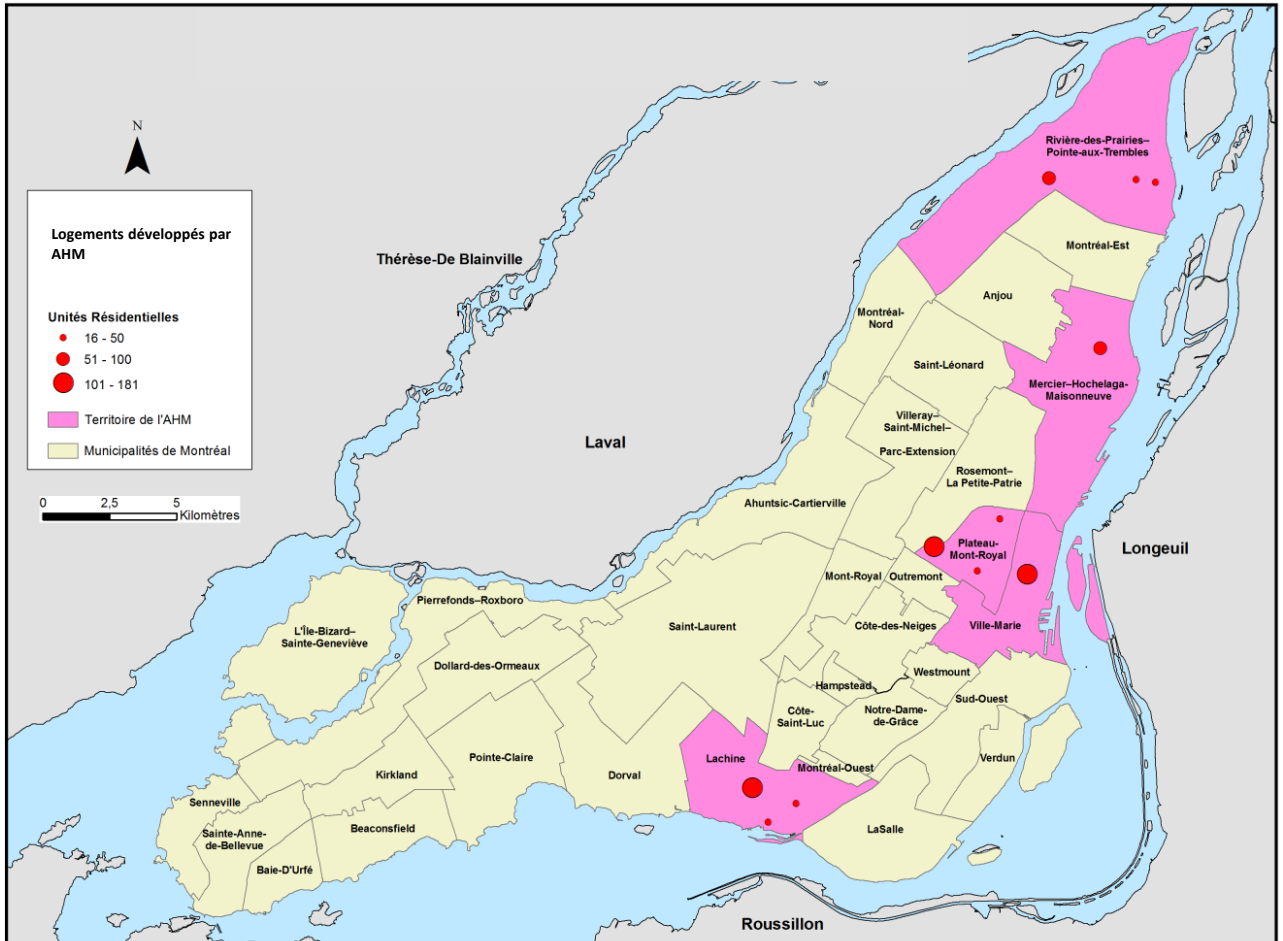 N
Logements développés par
AHM
Unités Résidentielles
16 - 50
51 - 100
101 - 181
Territoire de l'AHM
Municipalités de Montréal
0 2,5 5
Kilomètres
Thérèse-De Blainville
Laval
Longeuil
Roussillon
Rivière-des-Prairies–
Pointe-aux-Trembles
Montréal-Est
Anjou
Montréal-
Nord
Saint-Léonard
Mercier–Hochelaga-
Maisonneuve
Villeray–
Saint-Michel–
Parc-Extension
Rosemont–
La Petite-Patrie
Ahuntsic-Cartierville
Plateau-
Mont-Royal
Mont-Royal
Outremont
Pierrefonds–Roxboro
L'Île-Bizard–
Sainte-Geneviève
Saint-Laurent
Côte-des-Neiges
Ville-Marie
Dollard-des-Ormeaux
Westmount
Hampstead
Sud-Ouest
Côte-
Saint-Luc
Notre-Dame-
de-Grâce
Pointe-Claire
Lachine
Verdun
Montréal-Ouest
Kirkland
Dorval
Senneville
Sainte-Anne-
de-Bellevue
Beaconsfield
LaSalle
Baie-D'Urfé